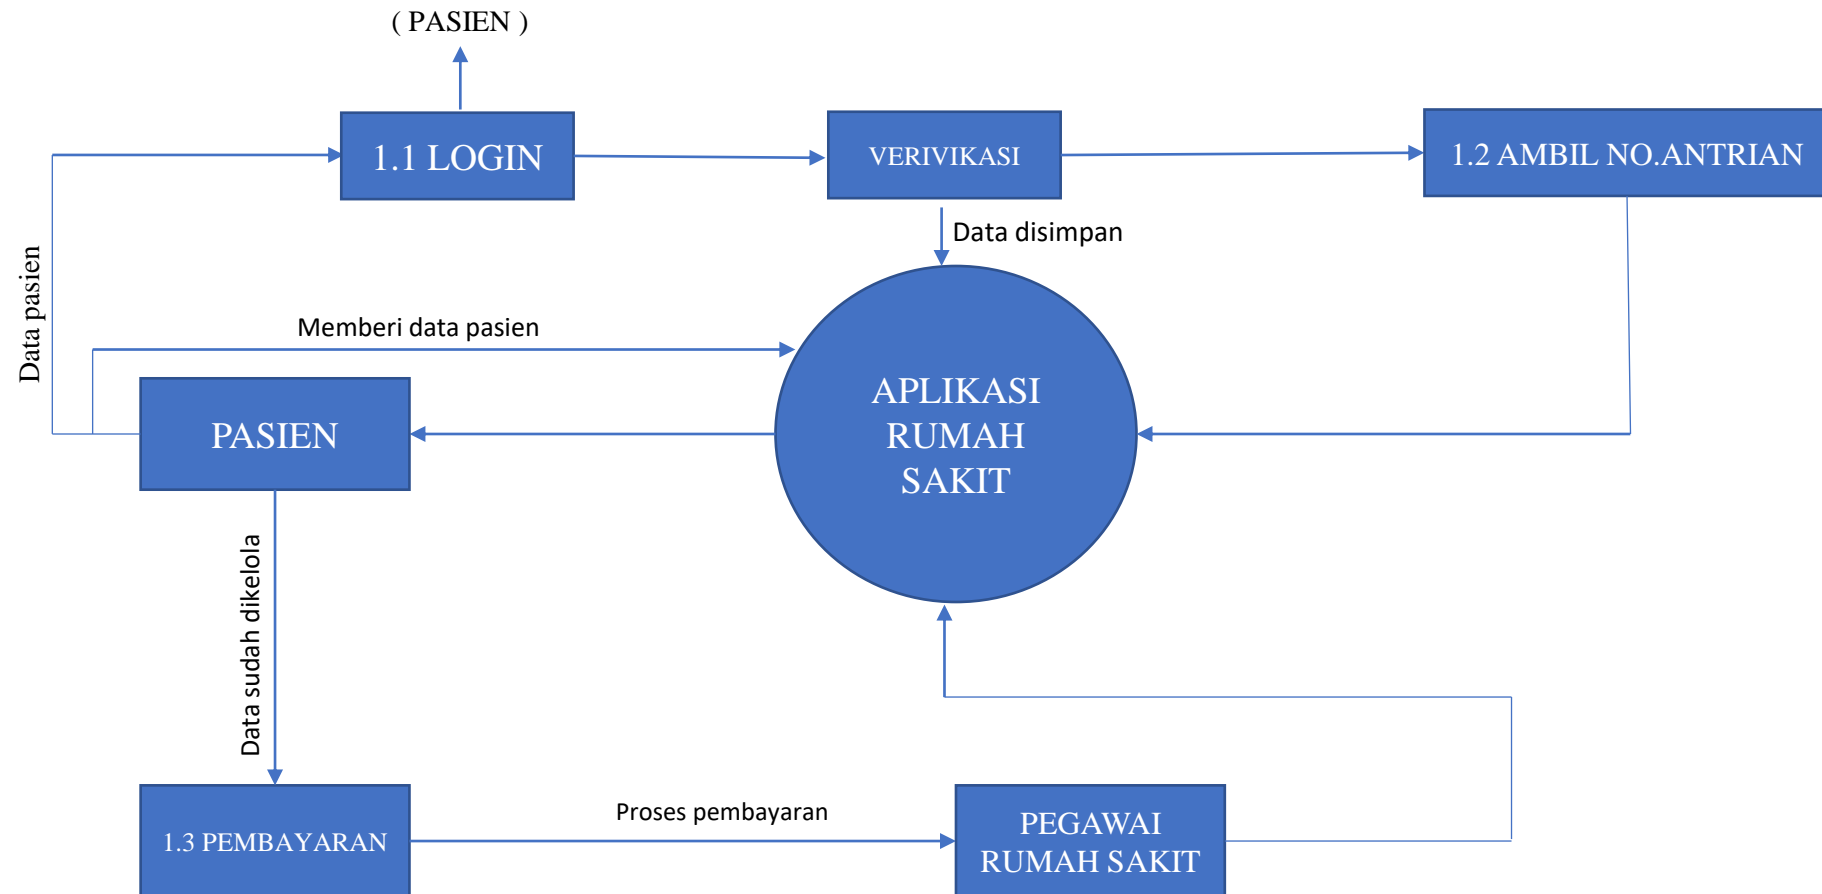 ( PASIEN )
1.1 LOGIN
VERIVIKASI
1.2 AMBIL NO.ANTRIAN
Data disimpan
Data pasien
Memberi data pasien
APLIKASI
RUMAH
SAKIT
PASIEN
Data sudah dikelola
Proses pembayaran
1.3 PEMBAYARAN
PEGAWAI
RUMAH SAKIT